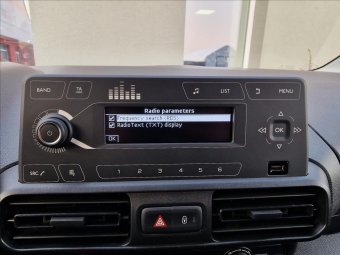 BAND
TA
LIST
MENU
Radio parameters
Frequency search (RDS)
RadioText (TXT) display
OK
OK
SRC
1 2 3 4 5 6